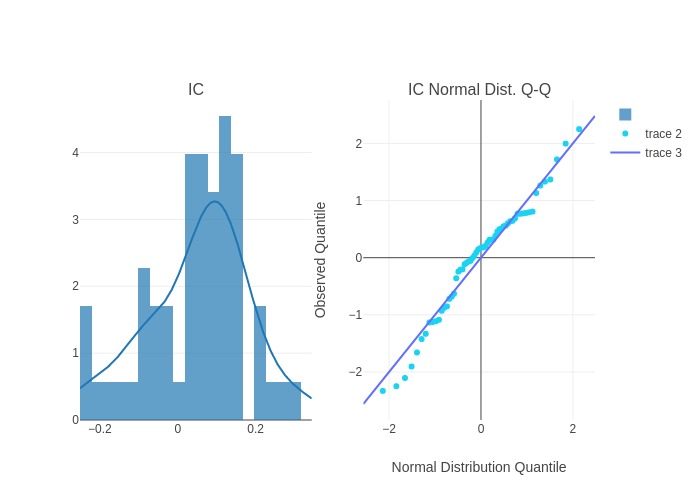 IC
IC Normal Dist. Q-Q
trace 2
trace 3
4
3
2
1
0
−0.2
0
0.2
Observed Quantile
2
1
0
−1
−2
−2
0
2
Normal Distribution Quantile